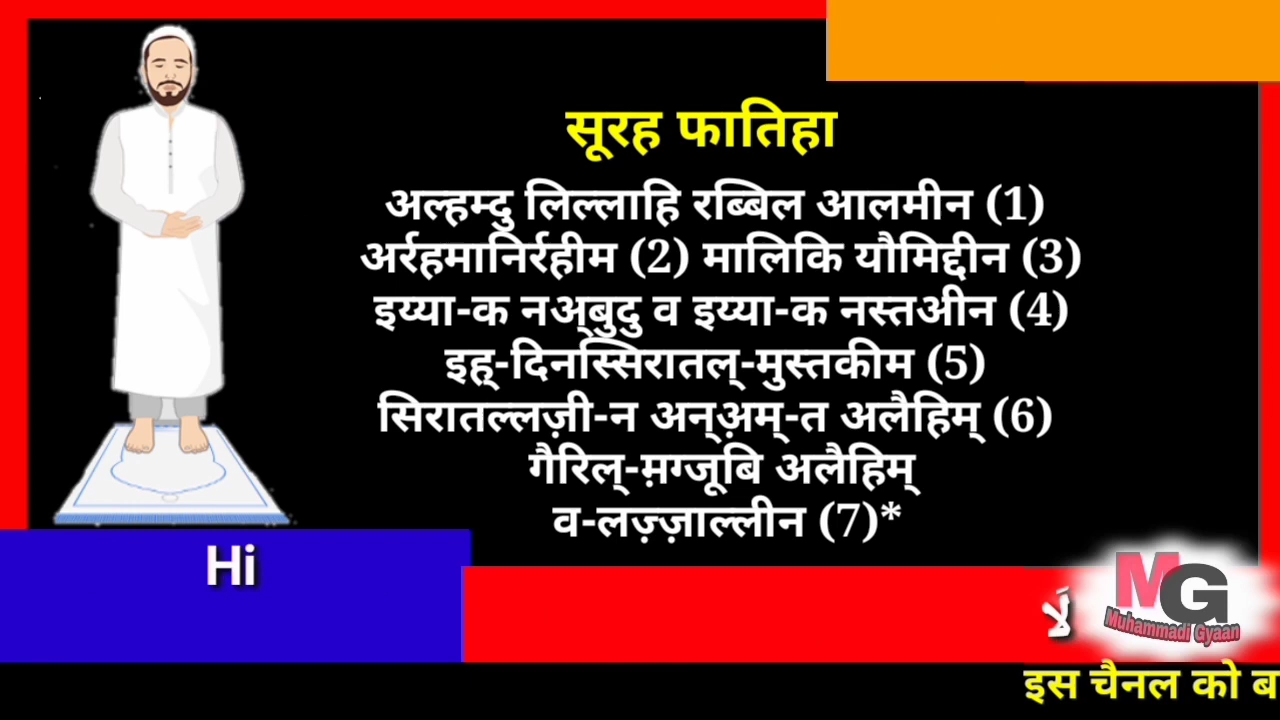 सूरह फातिहा
अल्हम्दु लिल्लाहि रब्बिल आलमीन (1)
अर्रहमानिर्रहीम (2) मालिकि यौमिद्दीन (3)
इय्या-क नअ्बुदु व इय्या-क नस्तअीन (4)
इह्-दिनस्सिरातल्-मुस्तकीम (5)
सिरातल्लज़ी-न अन्अ़म्-त अलैहिम् (6)
गैरिल्-म़ग्जूबि अलैहिम्
व-लज़्ज़ाल्लीन (7)*
Hi
MG
Muhammadi Gyaan
इस चैनल को